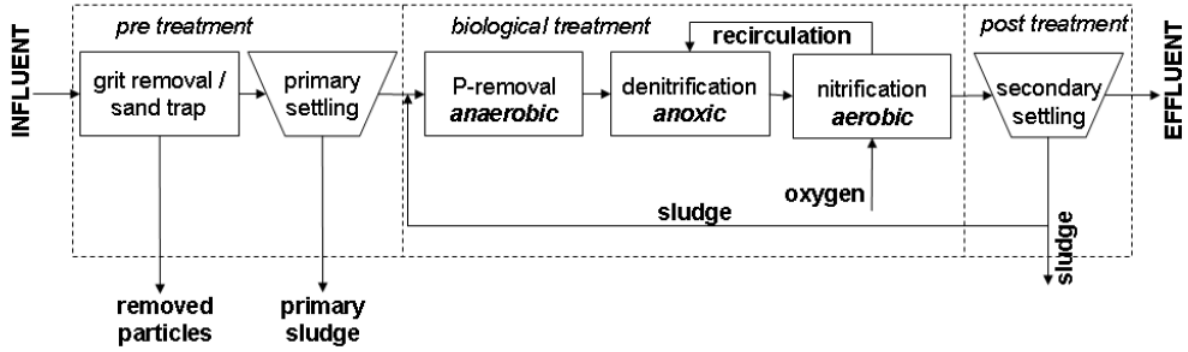 pre treatment
biological treatment
post treatment
INFLUENT
grit removal /
sand trap
primary
settling
P-removal
anaerobic
denitrification
anoxic
recirculation
nitrification
aerobic
secondary
settling
EFFLUENT
oxygen
sludge
sludge
removed
particles
primary
sludge